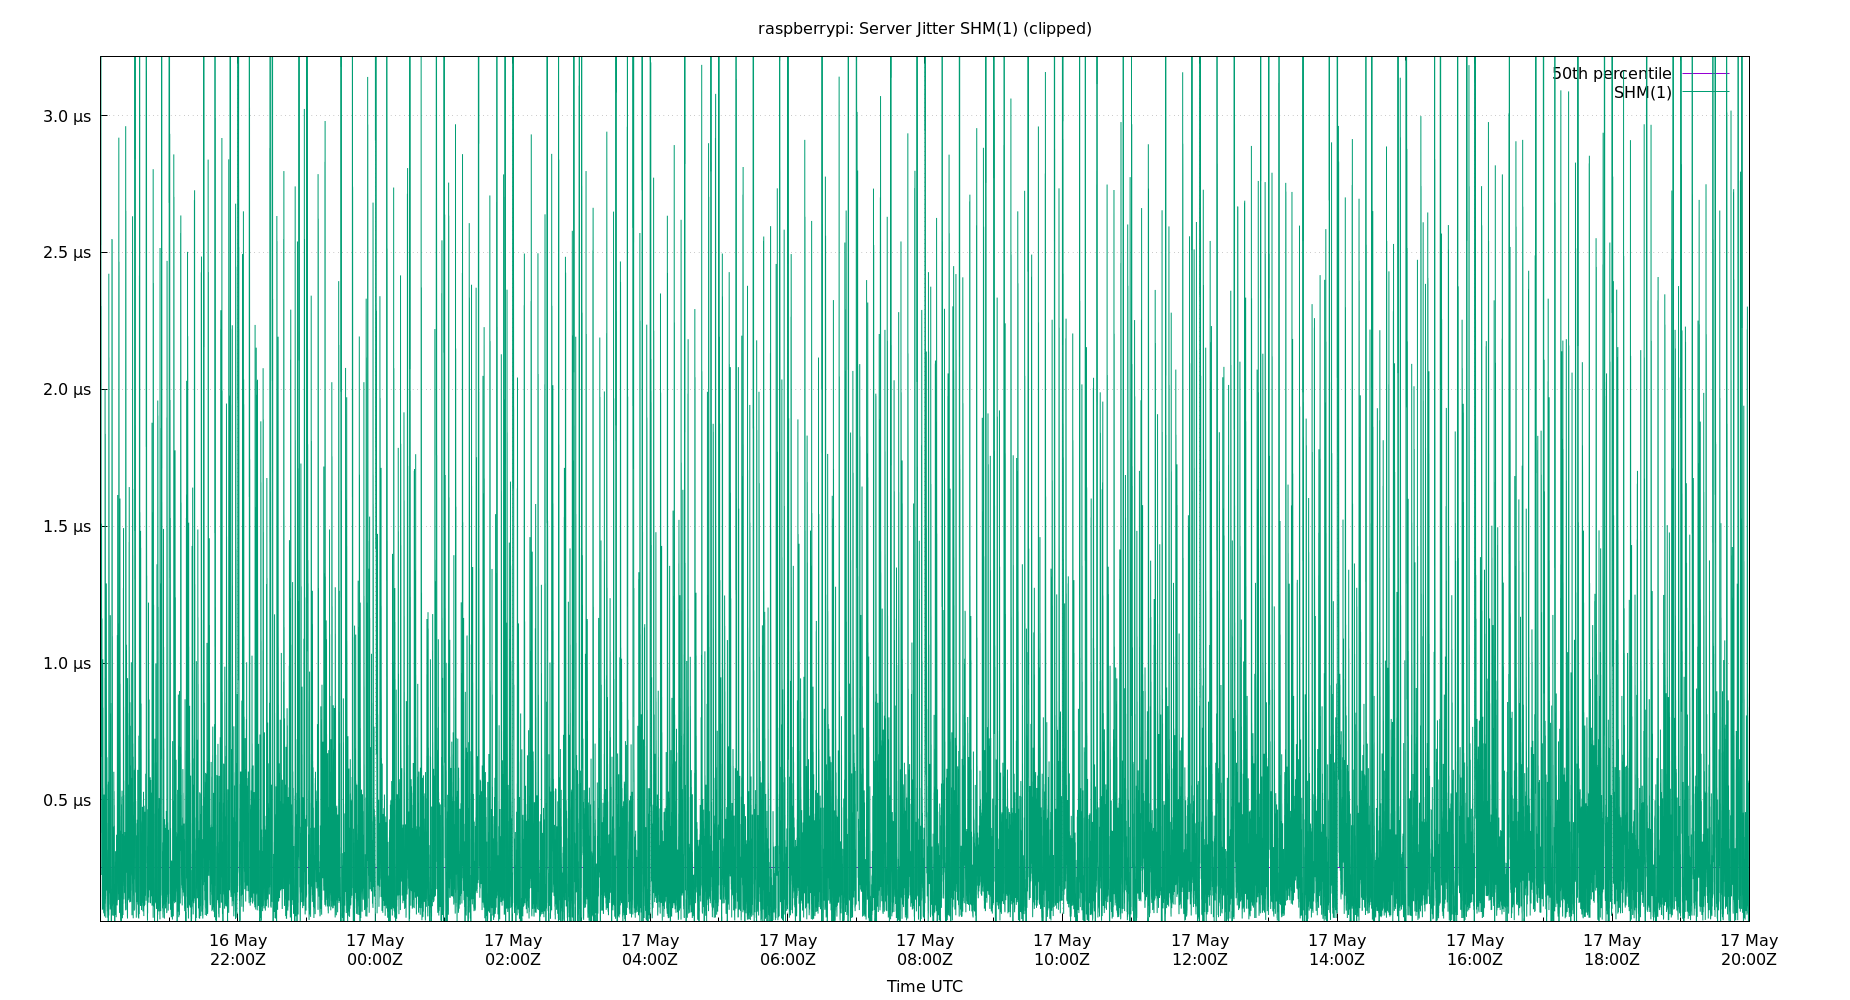 raspberrypi: Server Jitter SHM(1) (clipped)
50th percentile
SHM(1)
3.0 μs
2.5 μs
2.0 μs
1.5 μs
1.0 μs
0.5 μs
16 May 17 May 17 May 17 May 17 May 17 May 17 May 17 May 17 May 17 May 17 May 17 May
22:00Z 00:00Z 02:00Z 04:00Z 06:00Z 08:00Z 10:00Z 12:00Z 14:00Z 16:00Z 18:00Z 20:00Z
Time UTC